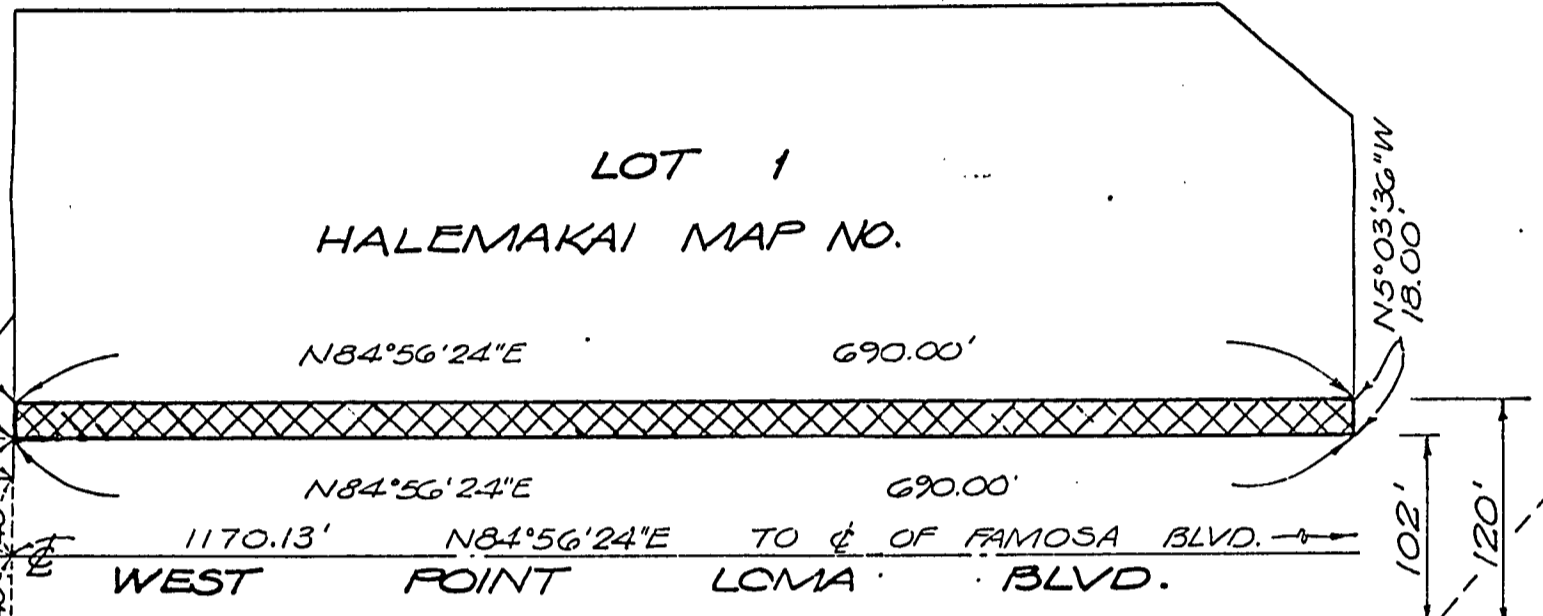 LOT 1
HALEMAKAI MAP NO.
N5°03'36"W
18.00'
N84°56'24"E 690.00'
N84°56'24"E 690.00'
1170.13' N84°56'24"E TO ℄ OF FAMOSA BLVD.
℄
WEST POINT LOMA BLVD.
102'
120'